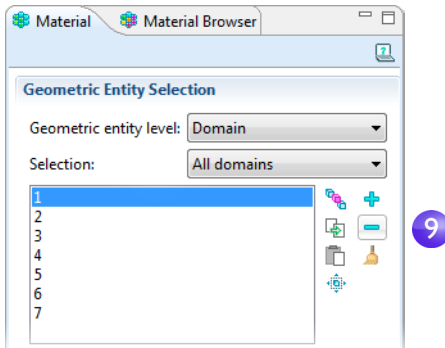 Material Material Browser
Geometric Entity Selection
Geometric entity level: Domain
Selection: All domains
1
2
3
4
5
6
7
9